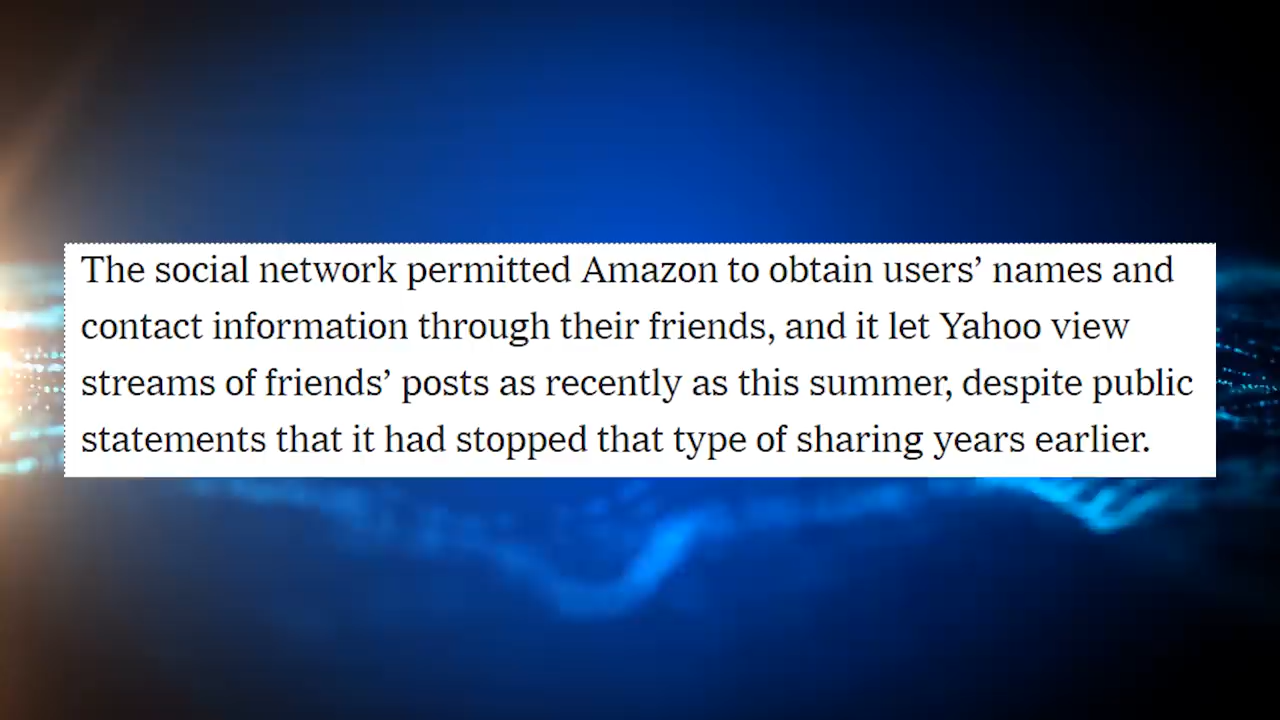 The social network permitted Amazon to obtain users’ names and
contact information through their friends, and it let Yahoo view
streams of friends’ posts as recently as this summer, despite public
statements that it had stopped that type of sharing years earlier.